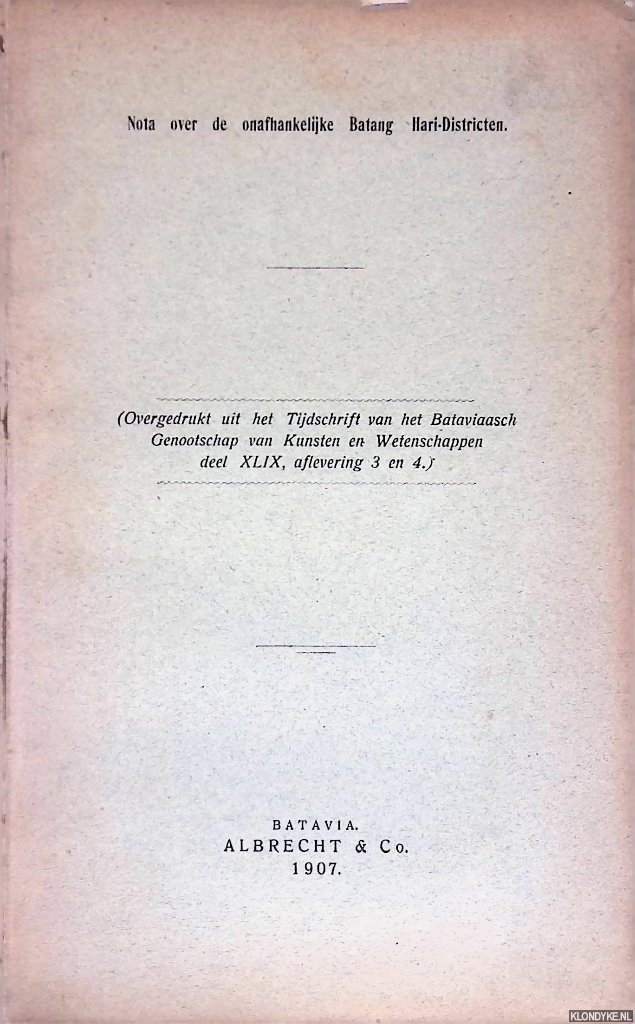 Nota over de onafhankelijke Batang Hari-Districten.
(Overgedrukt uit het Tijdschrift van het Bataviaasch
Genootschap van Kunsten en Wetenschappen
deel XLIX, aflevering 3 en 4.)
BATAVIA.
ALBRECHT & Co.
1907.
KLONDYKE.NL